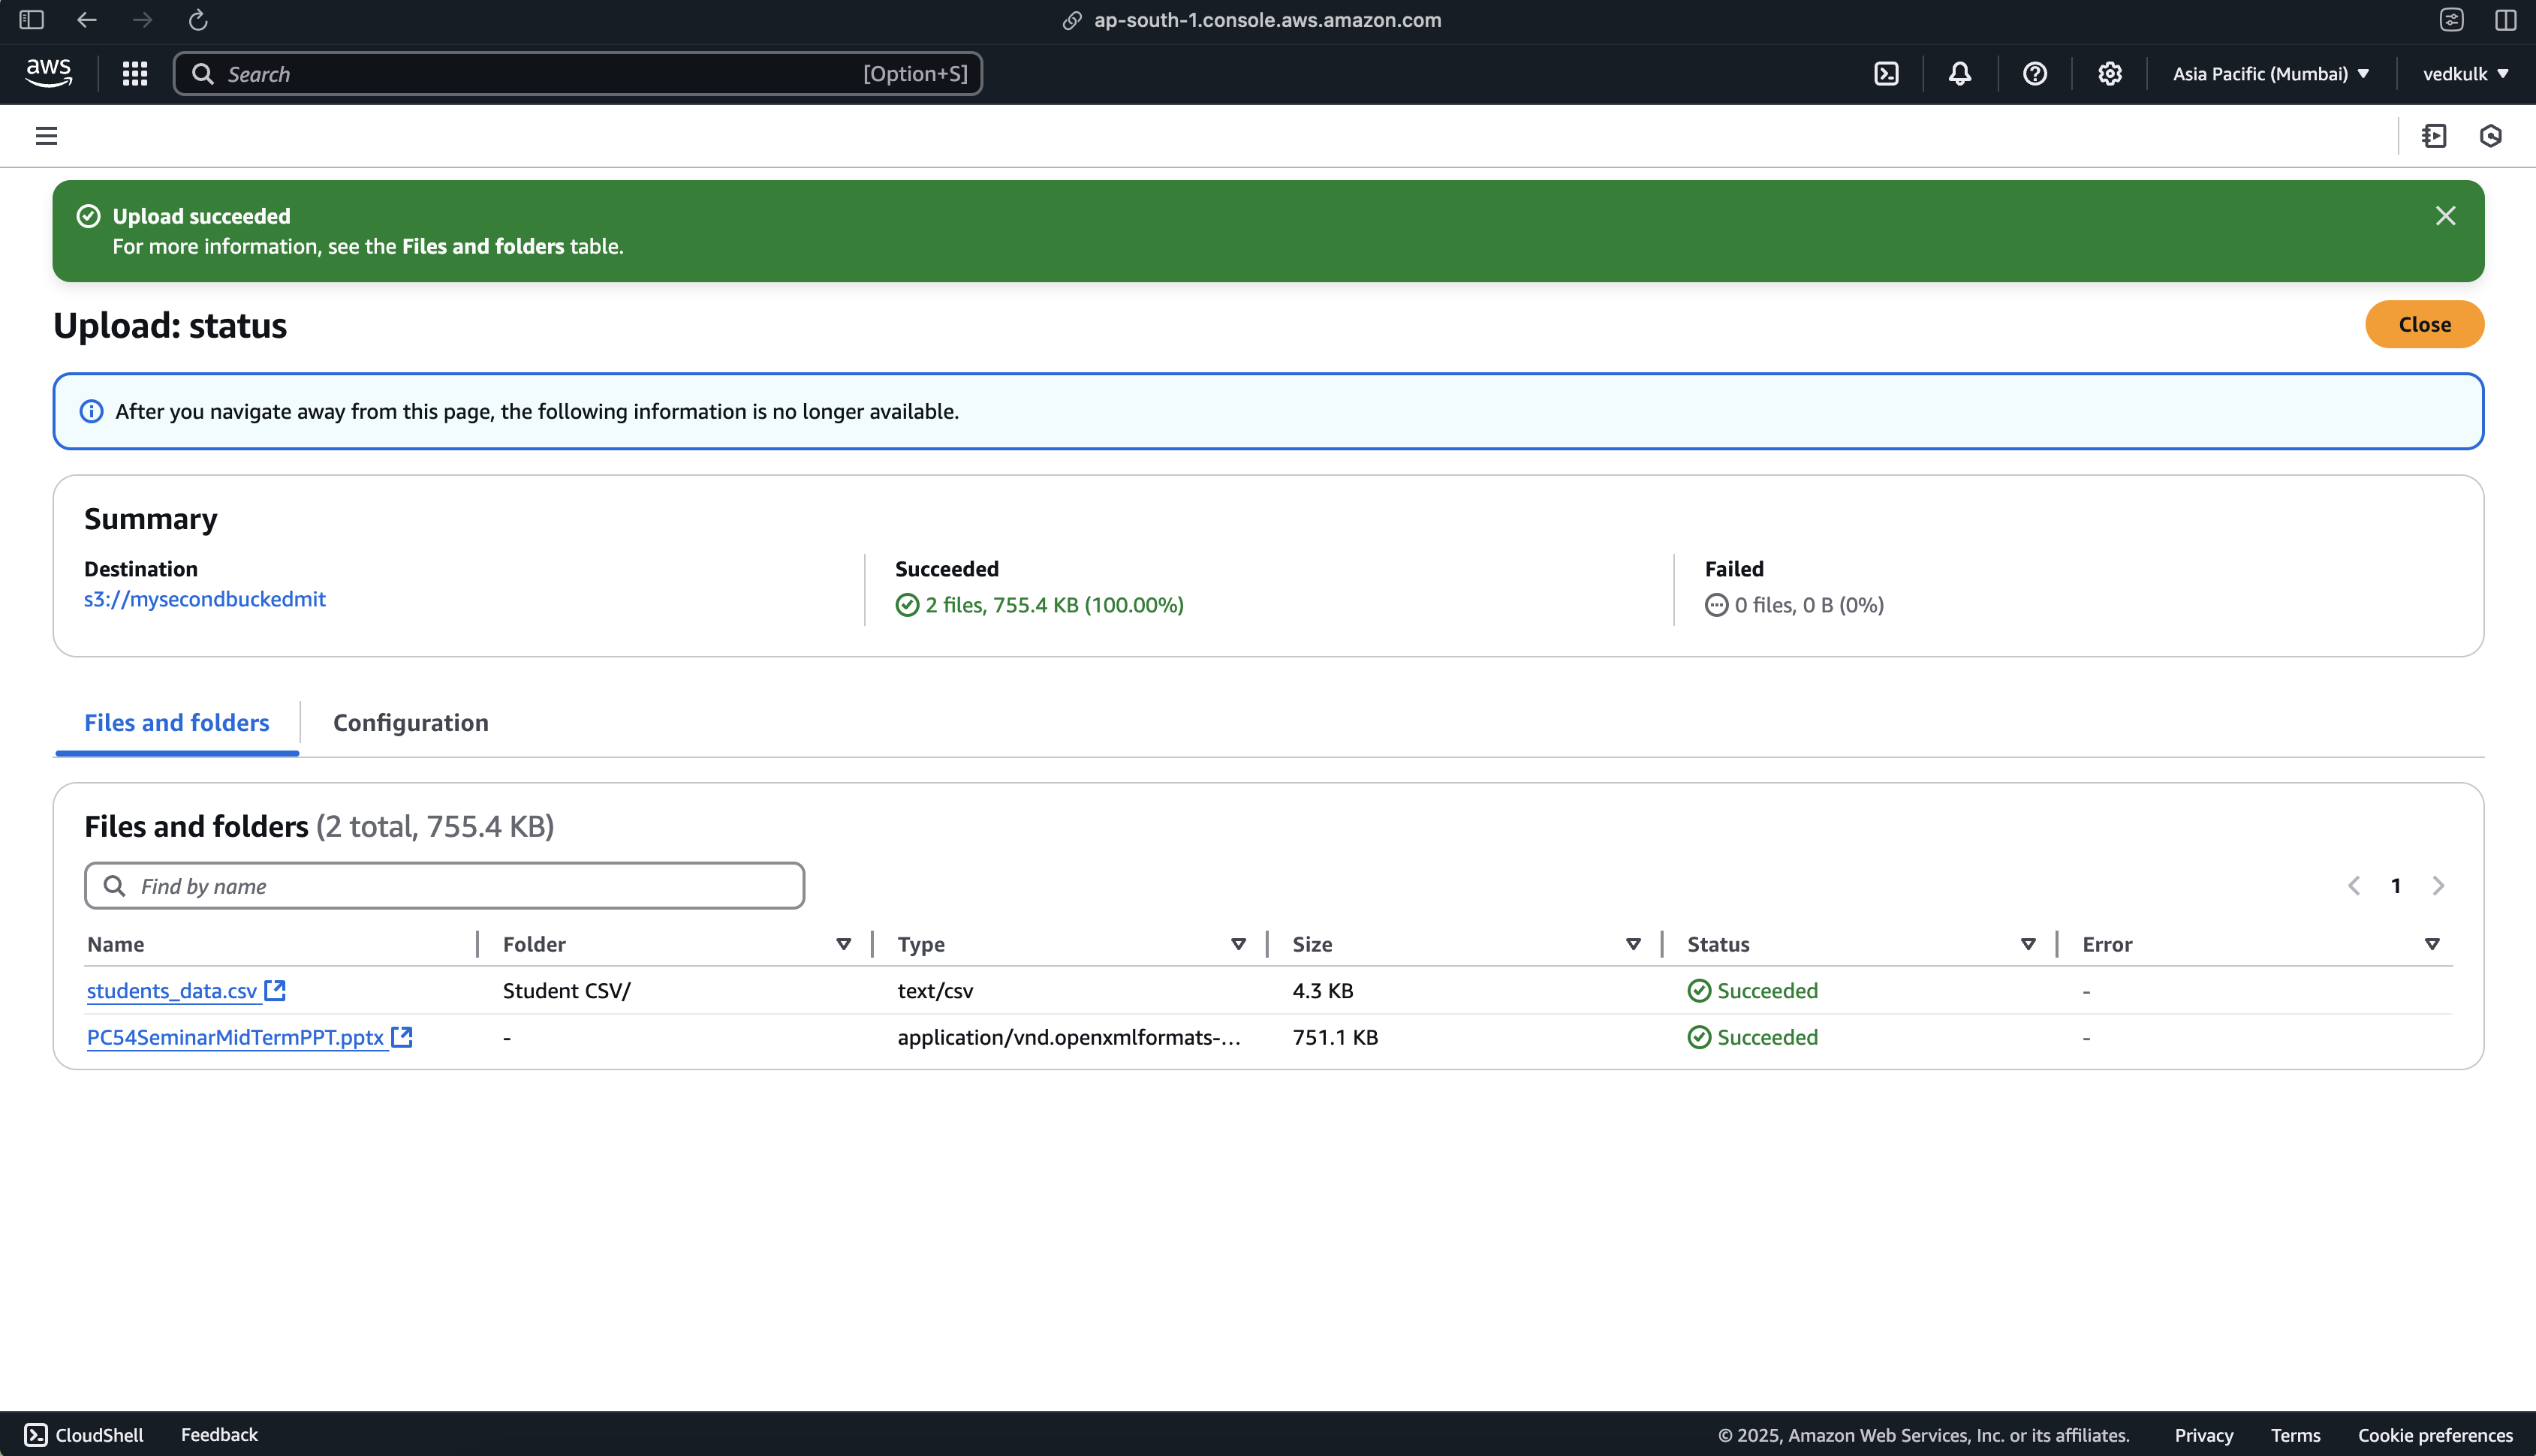 ap-south-1.console.aws.amazon.com
aws
Search [Option+S]
Asia Pacific (Mumbai)
vedkulk
Upload succeeded
For more information, see the Files and folders table.
Upload: status
Close
After you navigate away from this page, the following information is no longer available.
Summary
Destination
s3://mysecondbuckedmit
Succeeded
2 files, 755.4 KB (100.00%)
Failed
0 files, 0 B (0%)
Files and folders
Configuration
Files and folders (2 total, 755.4 KB)
Find by name
1
Name Folder Type Size Status Error
students_data.csv Student CSV/ text/csv 4.3 KB Succeeded -
PC54SeminarMidTermPPT.pptx - application/vnd.openxmlformats-... 751.1 KB Succeeded -
CloudShell Feedback © 2025, Amazon Web Services, Inc. or its affiliates. Privacy Terms Cookie preferences